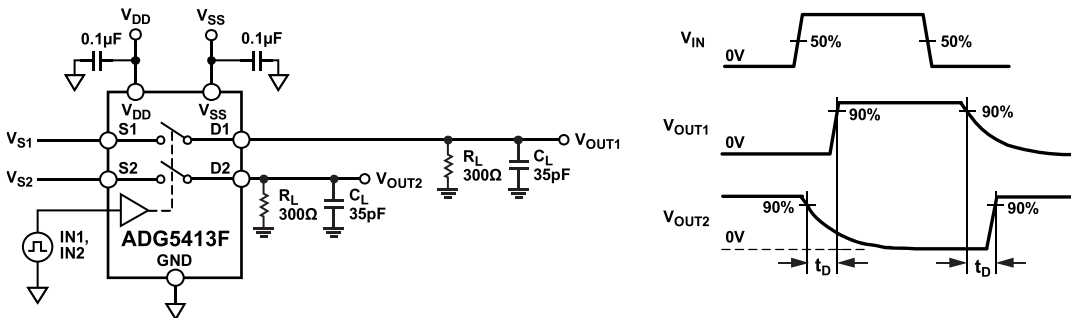 VDD
VSS
0.1µF
0.1µF
VDD
VSS
VS1
S1
D1
VOUT1
VS2
S2
D2
VOUT2
RL
300Ω
CL
35pF
RL
300Ω
CL
35pF
IN1,
IN2
ADG5413F
GND
VIN
0V
50%
50%
VOUT1
0V
90%
90%
VOUT2
0V
90%
90%
tD
tD